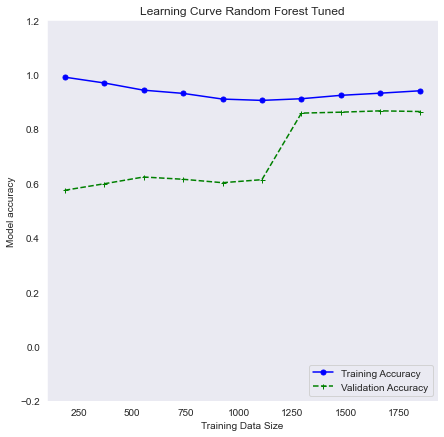 Learning Curve Random Forest Tuned
1.2
1.0
0.8
0.6
0.4
0.2
0.0
−0.2
Model accuracy
250 500 750 1000 1250 1500 1750
Training Data Size
Training Accuracy
Validation Accuracy